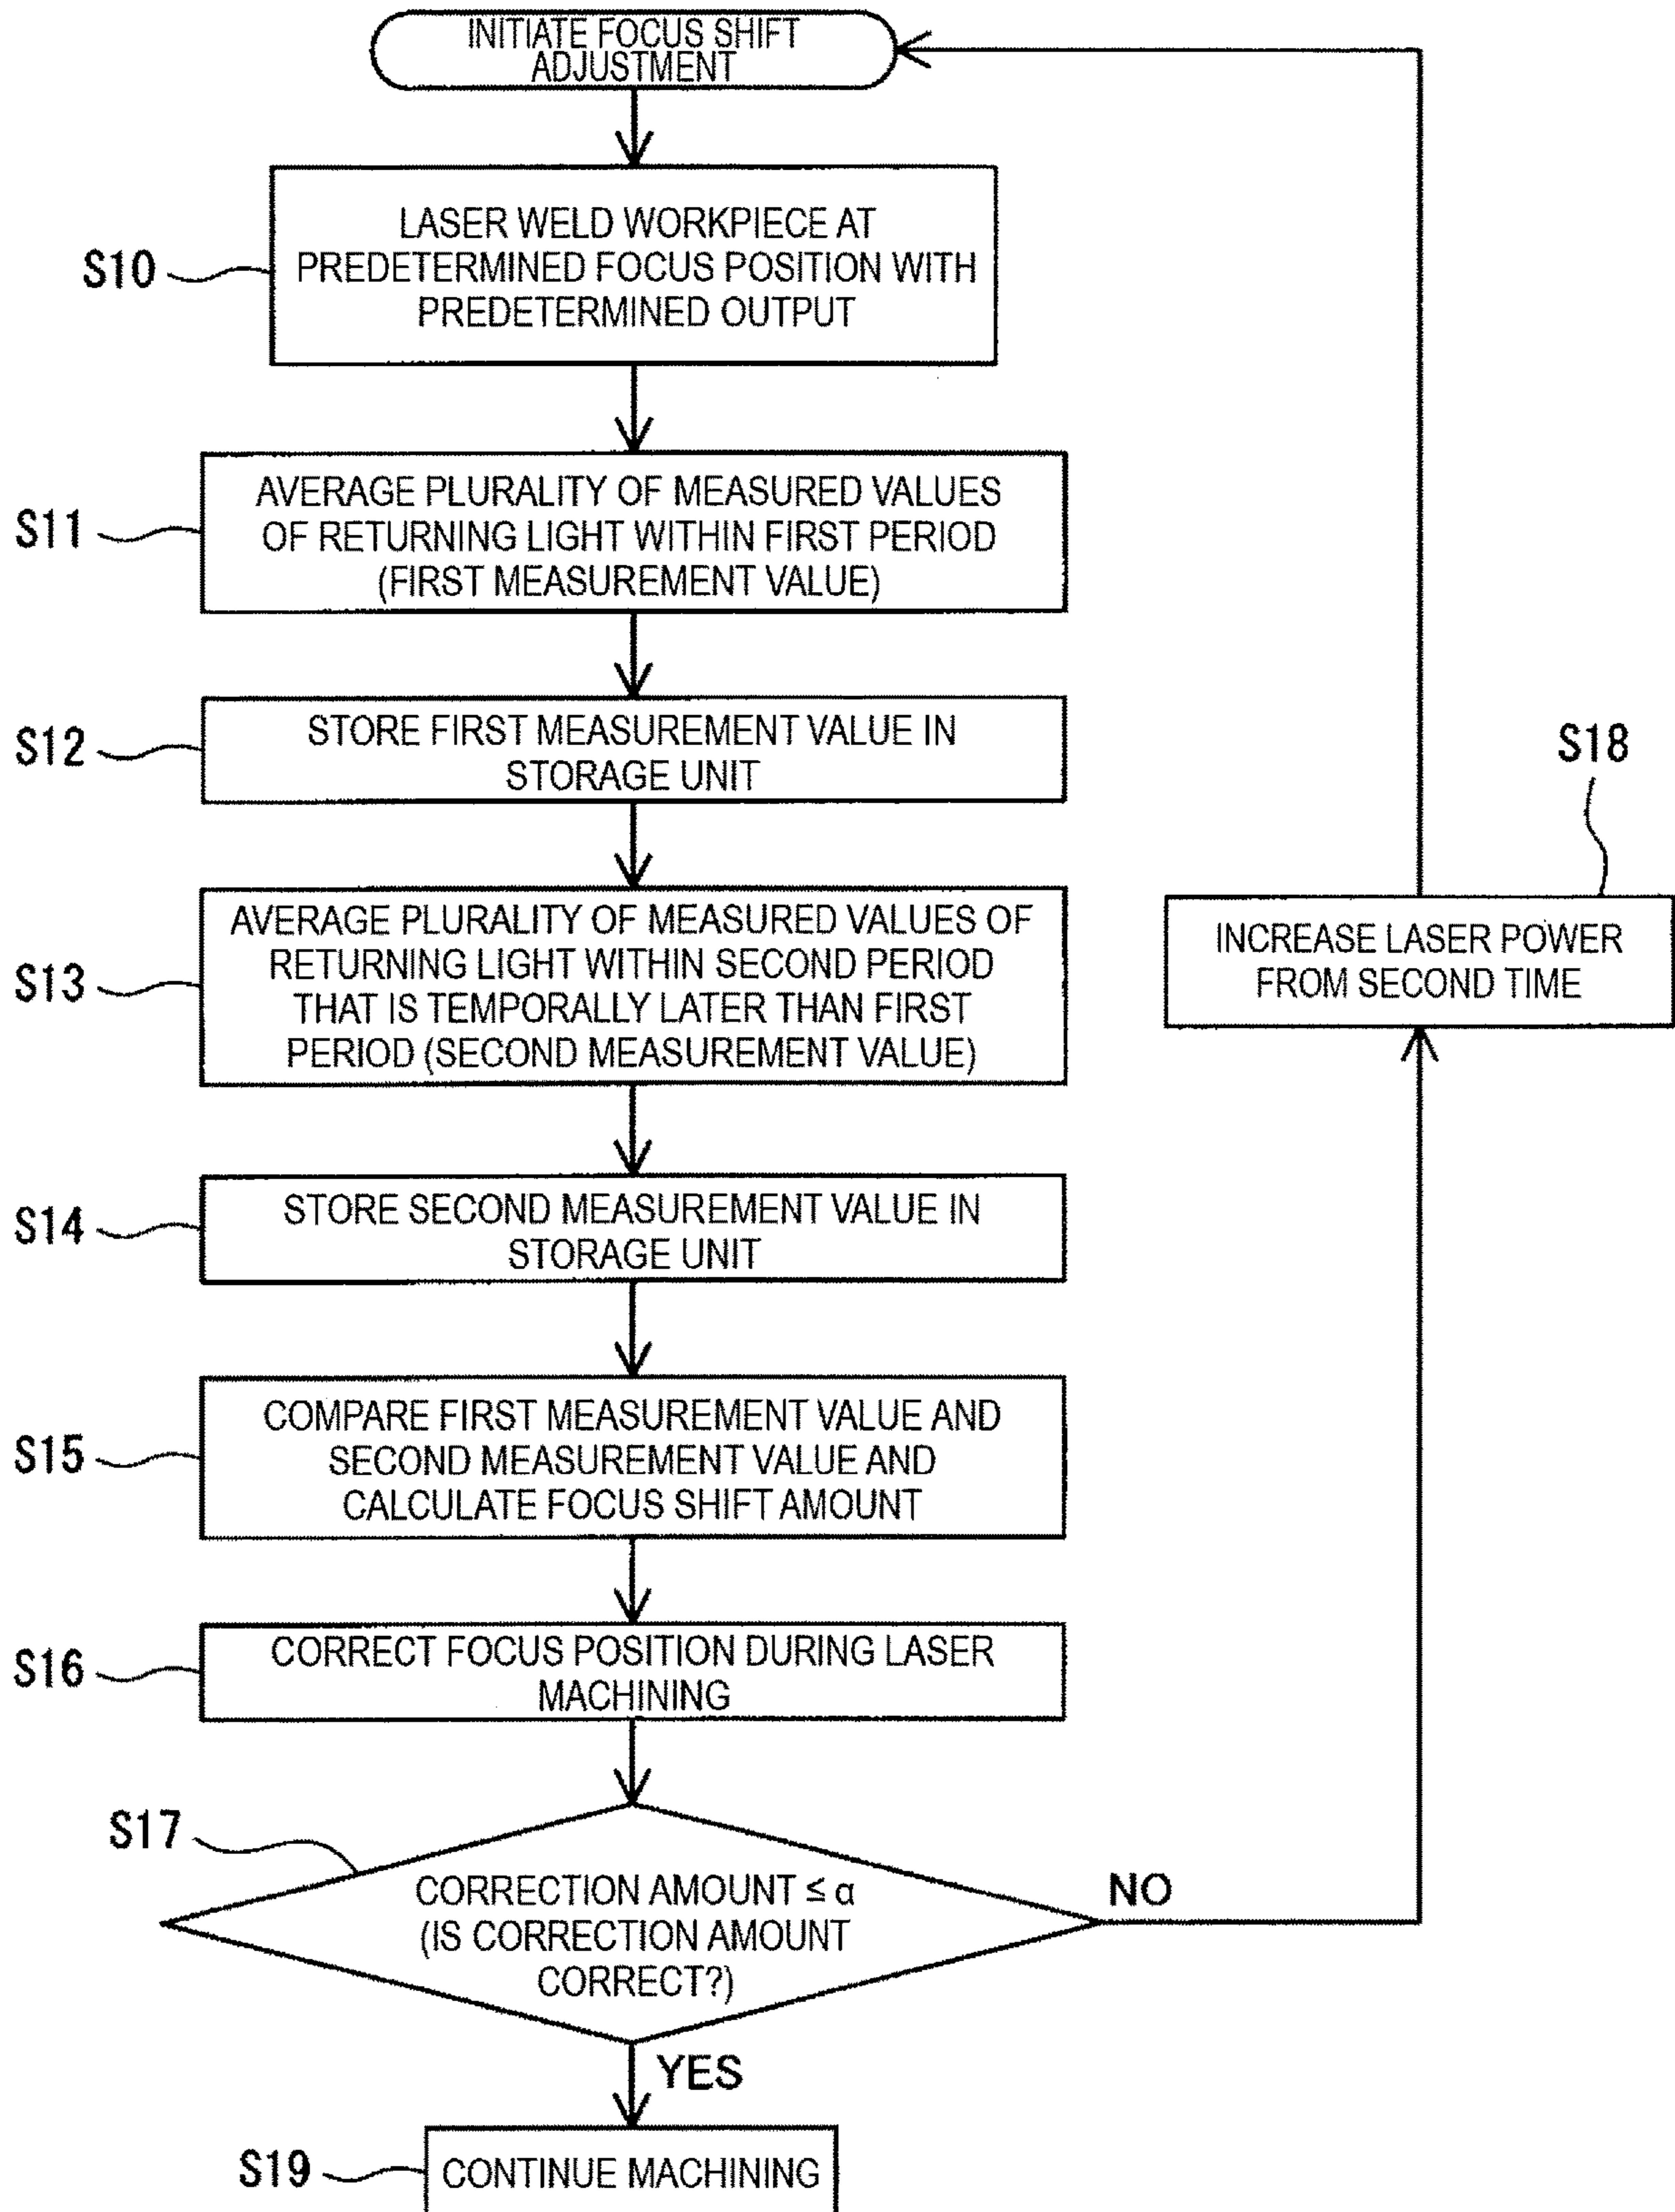 INITIATE FOCUS SHIFT
ADJUSTMENT
S10
LASER WELD WORKPIECE AT
PREDETERMINED FOCUS POSITION WITH
PREDETERMINED OUTPUT
S11
AVERAGE PLURALITY OF MEASURED VALUES
OF RETURNING LIGHT WITHIN FIRST PERIOD
(FIRST MEASUREMENT VALUE)
S12
STORE FIRST MEASUREMENT VALUE IN
STORAGE UNIT
S13
AVERAGE PLURALITY OF MEASURED VALUES OF
RETURNING LIGHT WITHIN SECOND PERIOD
THAT IS TEMPORALLY LATER THAN FIRST
PERIOD (SECOND MEASUREMENT VALUE)
S14
STORE SECOND MEASUREMENT VALUE IN
STORAGE UNIT
S15
COMPARE FIRST MEASUREMENT VALUE AND
SECOND MEASUREMENT VALUE AND
CALCULATE FOCUS SHIFT AMOUNT
S16
CORRECT FOCUS POSITION DURING LASER
MACHINING
S17
CORRECTION AMOUNT ≤ α
(IS CORRECTION AMOUNT
CORRECT?)
NO
S18
INCREASE LASER POWER
FROM SECOND TIME
YES
S19
CONTINUE MACHINING